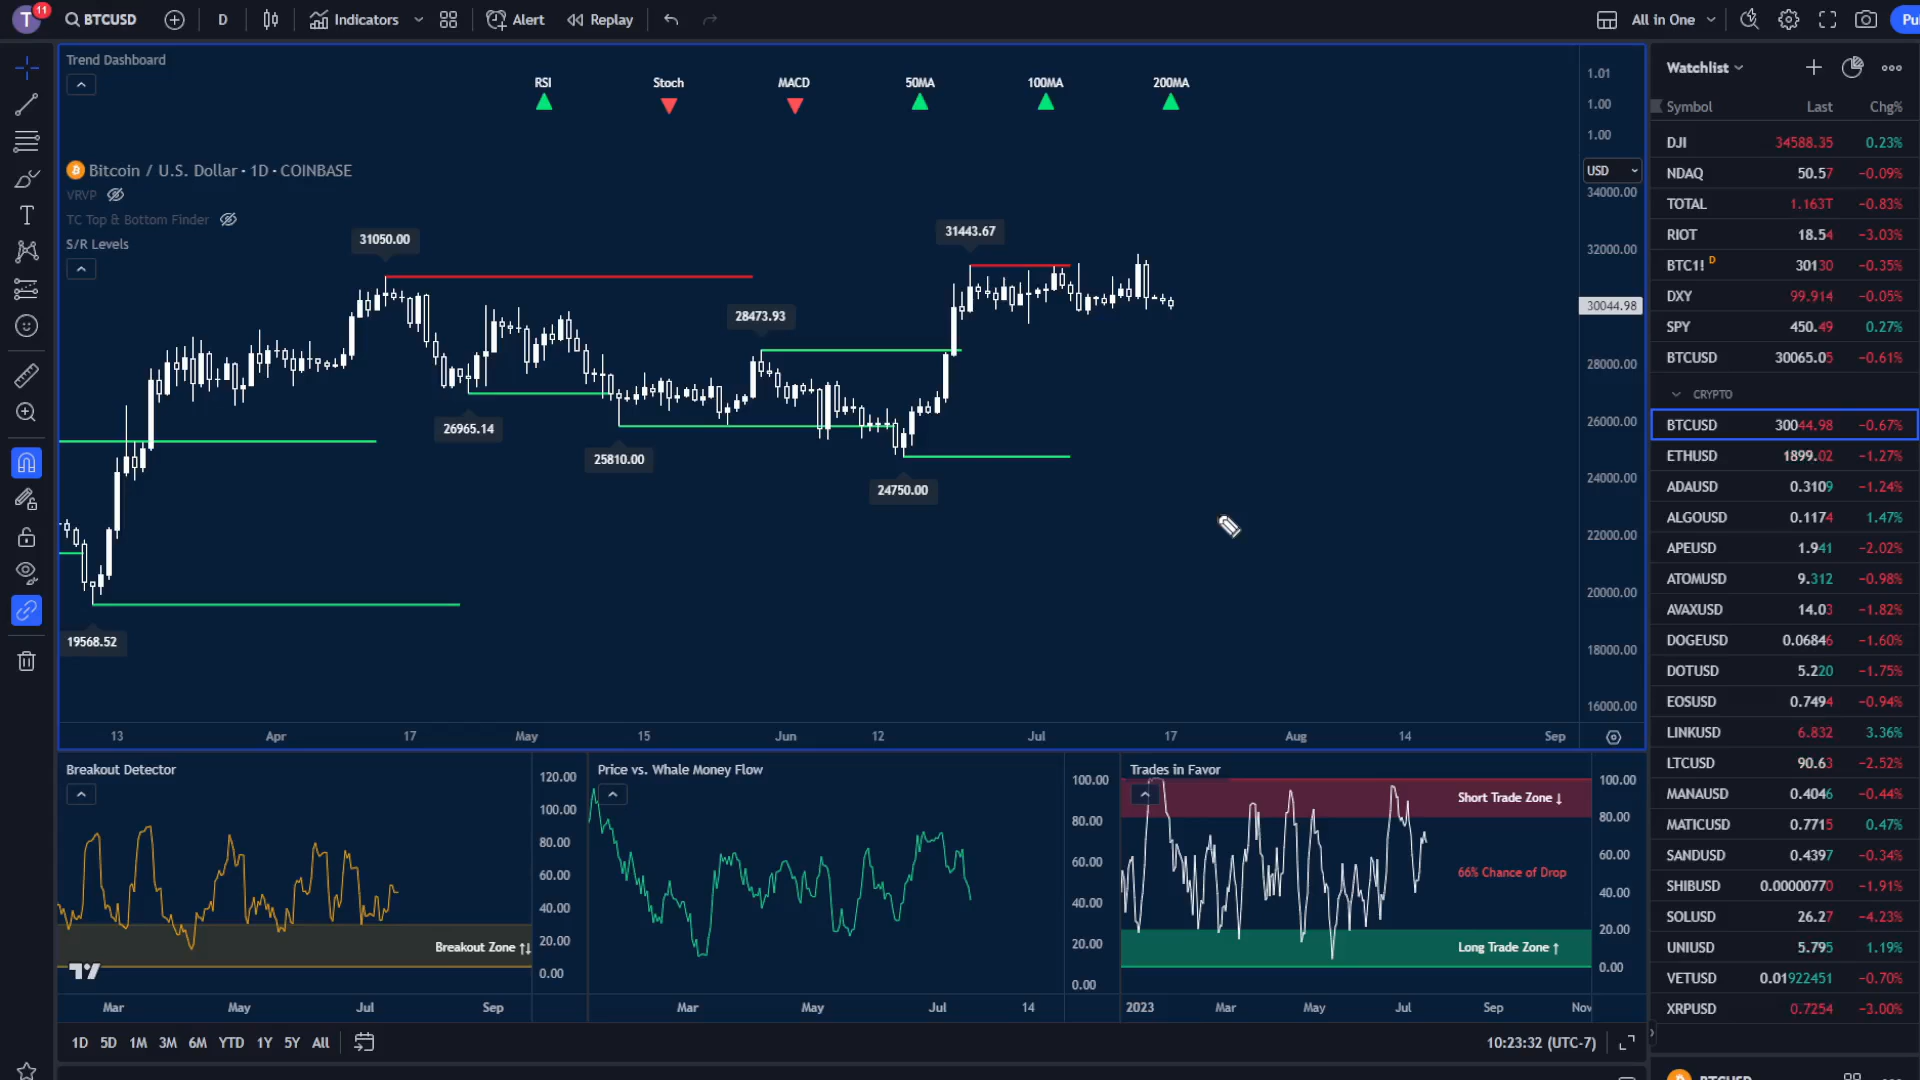 T 11 BTCUSD D Indicators Alert Replay All in One Pu
Trend Dashboard
RSI Stoch MACD 50MA 100MA 200MA
1.01
1.00
1.00
Bitcoin / U.S. Dollar · 1D · COINBASE
VRVP
TC Top & Bottom Finder
S/R Levels
USD
34000.00
32000.00
30044.98
28000.00
26000.00
24000.00
22000.00
20000.00
18000.00
16000.00
31050.00
31443.67
28473.93
26965.14
25810.00
24750.00
19568.52
13 Apr 17 May 15 Jun 12 Jul 17 Aug 14 Sep
Breakout Detector
120.00
100.00
80.00
60.00
40.00
20.00
0.00
Breakout Zone ↑↓
Mar May Jul Sep
Price vs. Whale Money Flow
100.00
80.00
60.00
40.00
20.00
0.00
Mar May Jul 14
Trades in Favor
Short Trade Zone ↓
66% Chance of Drop
Long Trade Zone ↑
100.00
80.00
60.00
40.00
20.00
0.00
2023 Mar May Jul Sep Nov
1D 5D 1M 3M 6M YTD 1Y 5Y All
10:23:32 (UTC-7)
Watchlist
Symbol Last Chg%
DJI 34588.35 0.23%
NDAQ 50.57 −0.09%
TOTAL 1.163T −0.83%
RIOT 18.54 −3.03%
BTC1! D 30130 −0.35%
DXY 99.914 −0.05%
SPY 450.49 0.27%
BTCUSD 30065.05 −0.61%
CRYPTO
BTCUSD 30044.98 −0.67%
ETHUSD 1899.02 −1.27%
ADAUSD 0.3109 −1.24%
ALGOUSD 0.1174 1.47%
APEUSD 1.941 −2.02%
ATOMUSD 9.312 −0.98%
AVAXUSD 14.03 −1.82%
DOGEUSD 0.06846 −1.60%
DOTUSD 5.220 −1.75%
EOSUSD 0.7494 −0.94%
LINKUSD 6.832 3.36%
LTCUSD 90.63 −2.52%
MANAUSD 0.4046 −0.44%
MATICUSD 0.7715 0.47%
SANDUSD 0.4397 −0.34%
SHIBUSD 0.00000770 −1.91%
SOLUSD 26.27 −4.23%
UNIUSD 5.795 1.19%
VETUSD 0.01922451 −0.70%
XRPUSD 0.7254 −3.00%
BTCUSD